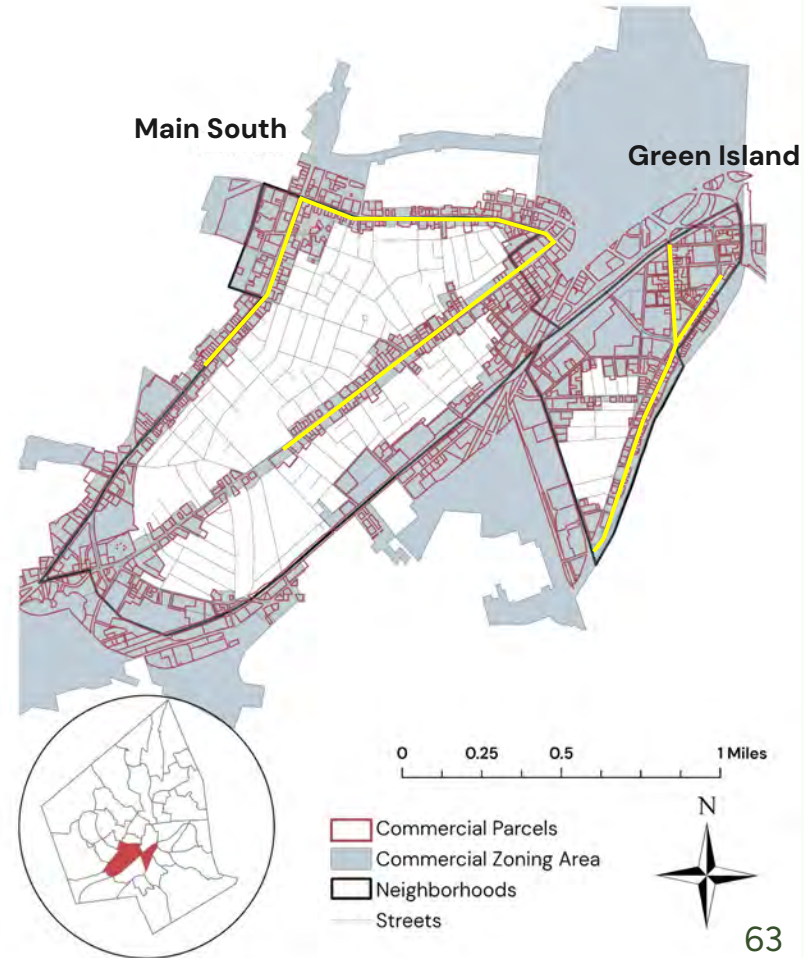 Main South
Green Island
0 0.25 0.5 1 Miles
N
Commercial Parcels
Commercial Zoning Area
Neighborhoods
Streets
63